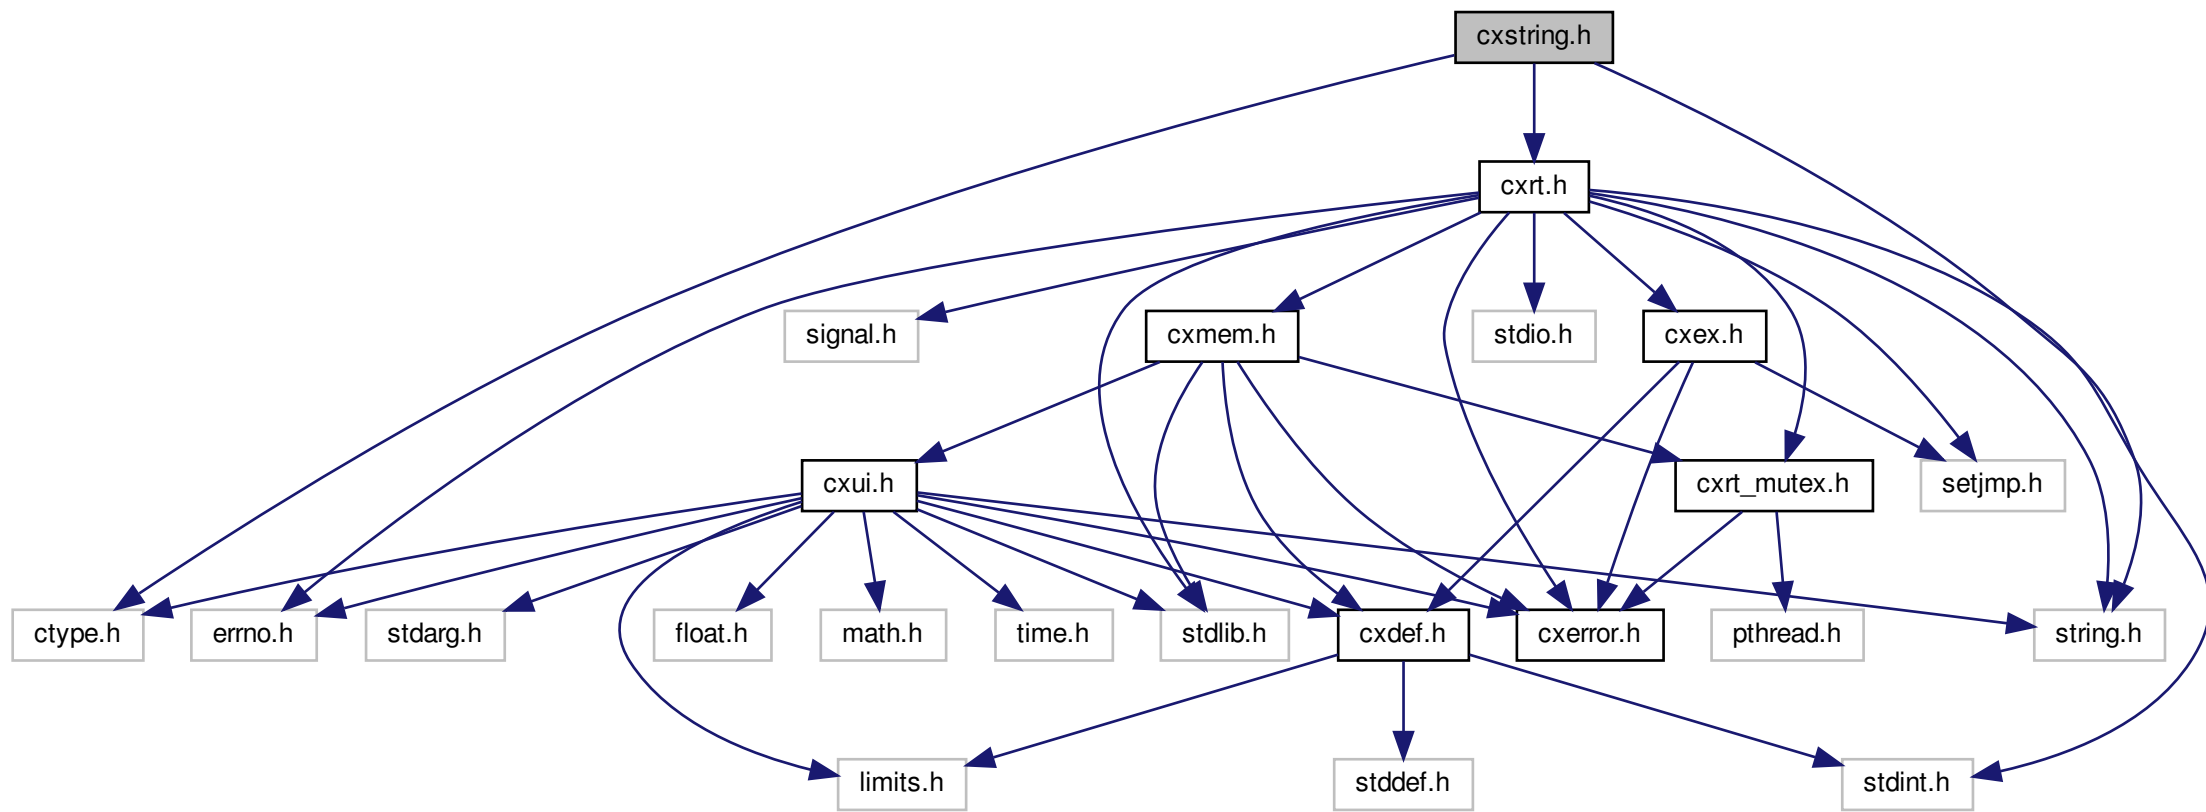 cxstring.h
cxrt.h
signal.h
cxmem.h
stdio.h
cxex.h
cxui.h
cxrt_mutex.h
setjmp.h
ctype.h
errno.h
stdarg.h
float.h
math.h
time.h
stdlib.h
cxdef.h
cxerror.h
pthread.h
string.h
limits.h
stddef.h
stdint.h